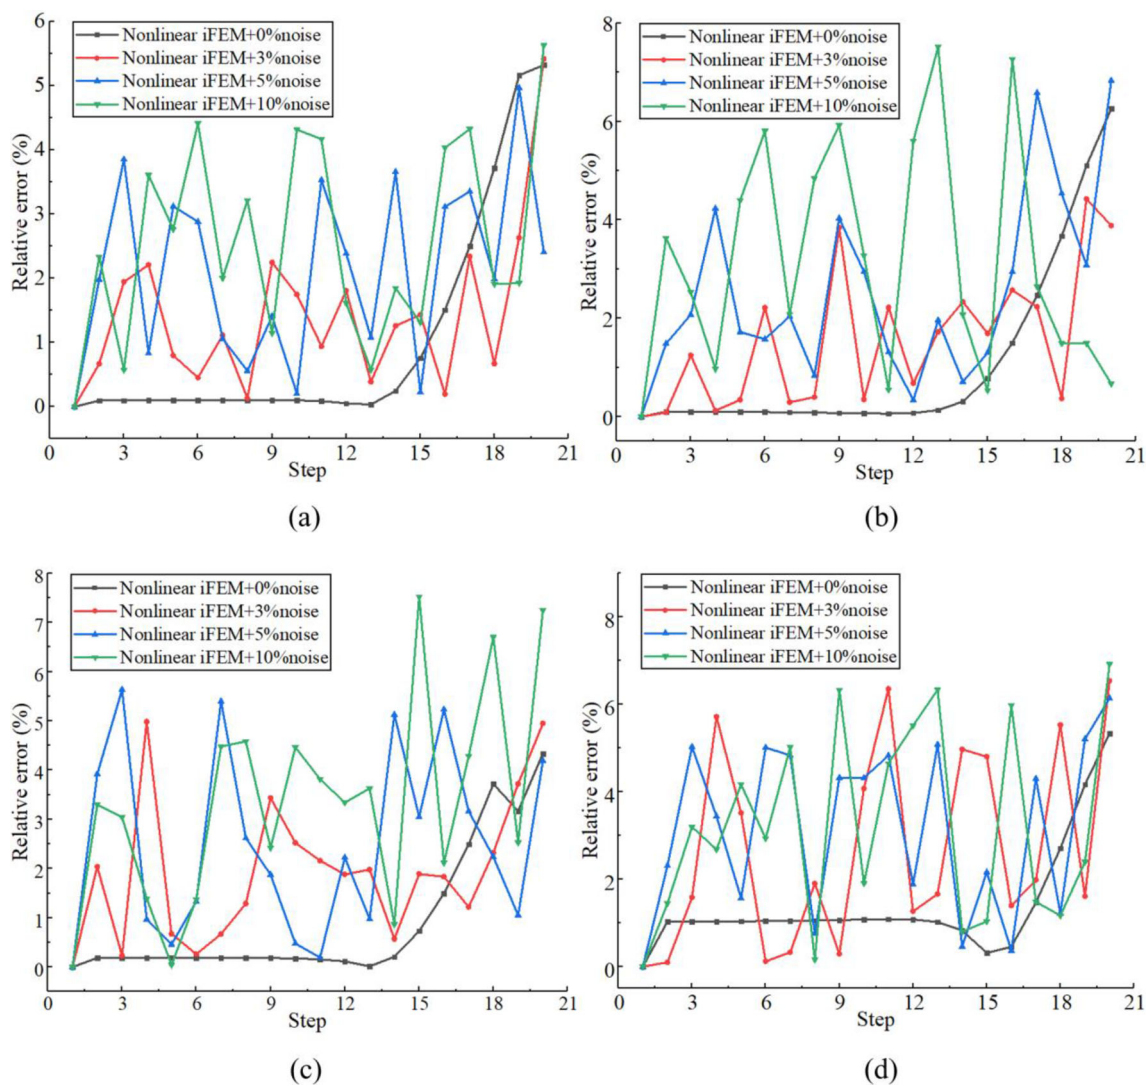 6
5
4
3
2
1
0
Relative error (%)
Nonlinear iFEM+0%noise
Nonlinear iFEM+3%noise
Nonlinear iFEM+5%noise
Nonlinear iFEM+10%noise
0 3 6 9 12 15 18 21
Step
(a)
8
6
4
2
0
Relative error (%)
Nonlinear iFEM+0%noise
Nonlinear iFEM+3%noise
Nonlinear iFEM+5%noise
Nonlinear iFEM+10%noise
0 3 6 9 12 15 18 21
Step
(b)
8
7
6
5
4
3
2
1
0
Relative error (%)
Nonlinear iFEM+0%noise
Nonlinear iFEM+3%noise
Nonlinear iFEM+5%noise
Nonlinear iFEM+10%noise
0 3 6 9 12 15 18 21
Step
(c)
8
6
4
2
0
Relative error (%)
Nonlinear iFEM+0%noise
Nonlinear iFEM+3%noise
Nonlinear iFEM+5%noise
Nonlinear iFEM+10%noise
0 3 6 9 12 15 18 21
Step
(d)